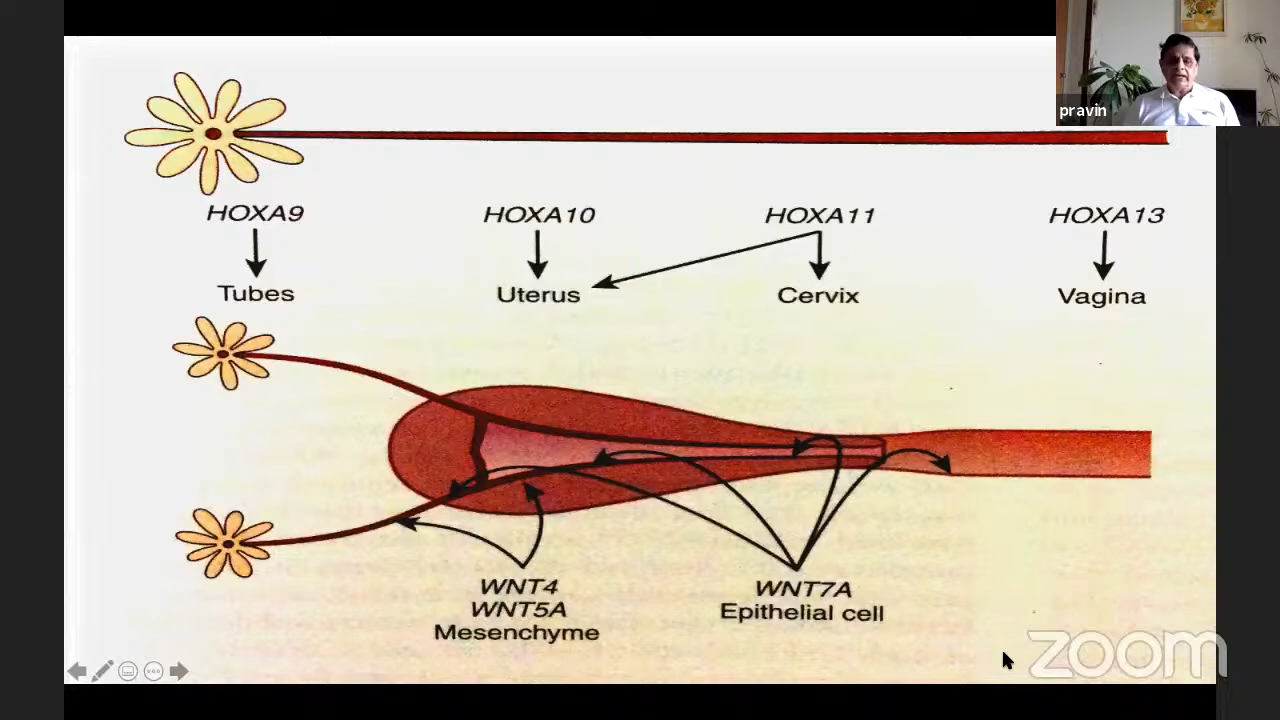 pravin
HOXA9
HOXA10
HOXA11
HOXA13
Tubes
Uterus
Cervix
Vagina
WNT4
WNT5A
Mesenchyme
WNT7A
Epithelial cell
zoom